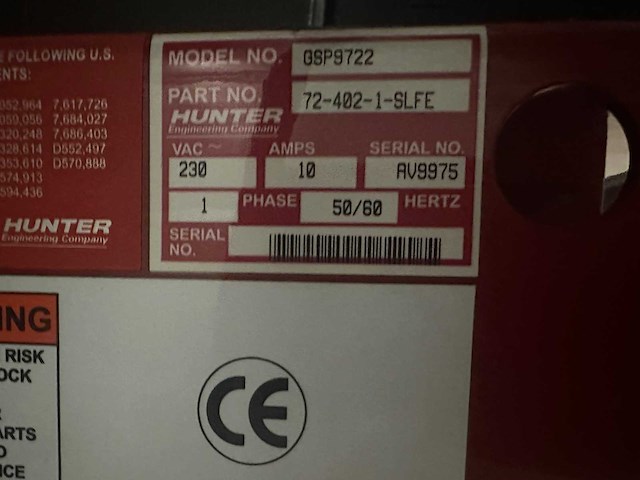 E FOLLOWING U.S.
ENTS:
352,964 7,617,726
059,056 7,684,027
320,248 7,686,403
328,614 D552,497
353,610 D570,888
574,913
594,436
HUNTER
Engineering Company
MODEL NO. GSP9722
PART NO. 72-402-1-SLFE
HUNTER
Engineering Company
VAC ~ AMPS SERIAL NO.
230 10 AV9975
1 PHASE 50/60 HERTZ
SERIAL
NO.
ING
RISK
OCK
R
ARTS
O
ICE
CE